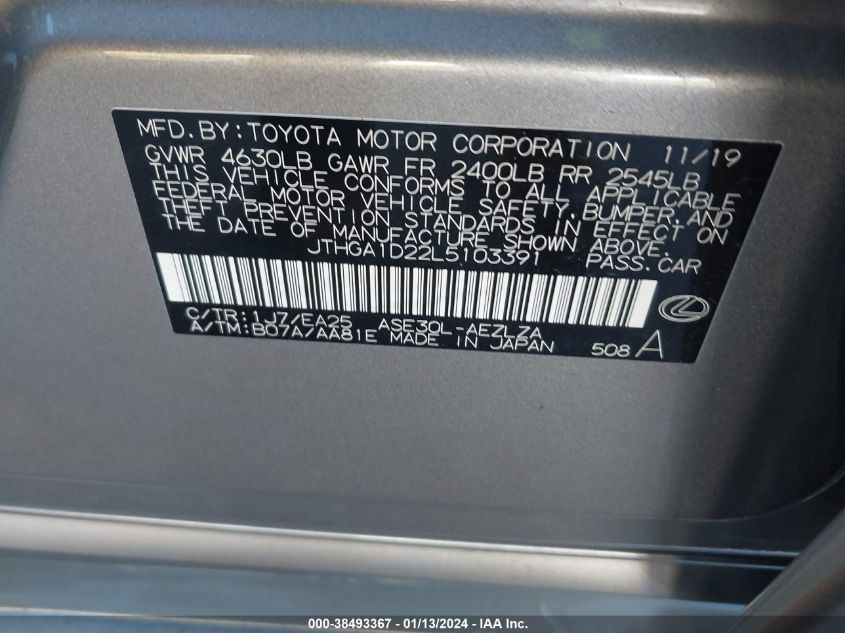 MFD. BY: TOYOTA MOTOR CORPORATION 11/19
GVWR 4630LB GAWR FR 2400LB RR 2545LB
THIS VEHICLE CONFORMS TO ALL APPLICABLE
FEDERAL MOTOR VEHICLE SAFETY, BUMPER, AND
THEFT PREVENTION STANDARDS IN EFFECT ON
THE DATE OF MANUFACTURE SHOWN ABOVE.
JTHGA1D22L5103391 PASS. CAR
C/TR: 1J7/EA25 ASE30L-AEZLZA
A/TM: B07A/AA81E MADE IN JAPAN 508 A
000-38493367 - 01/13/2024 - IAA Inc.